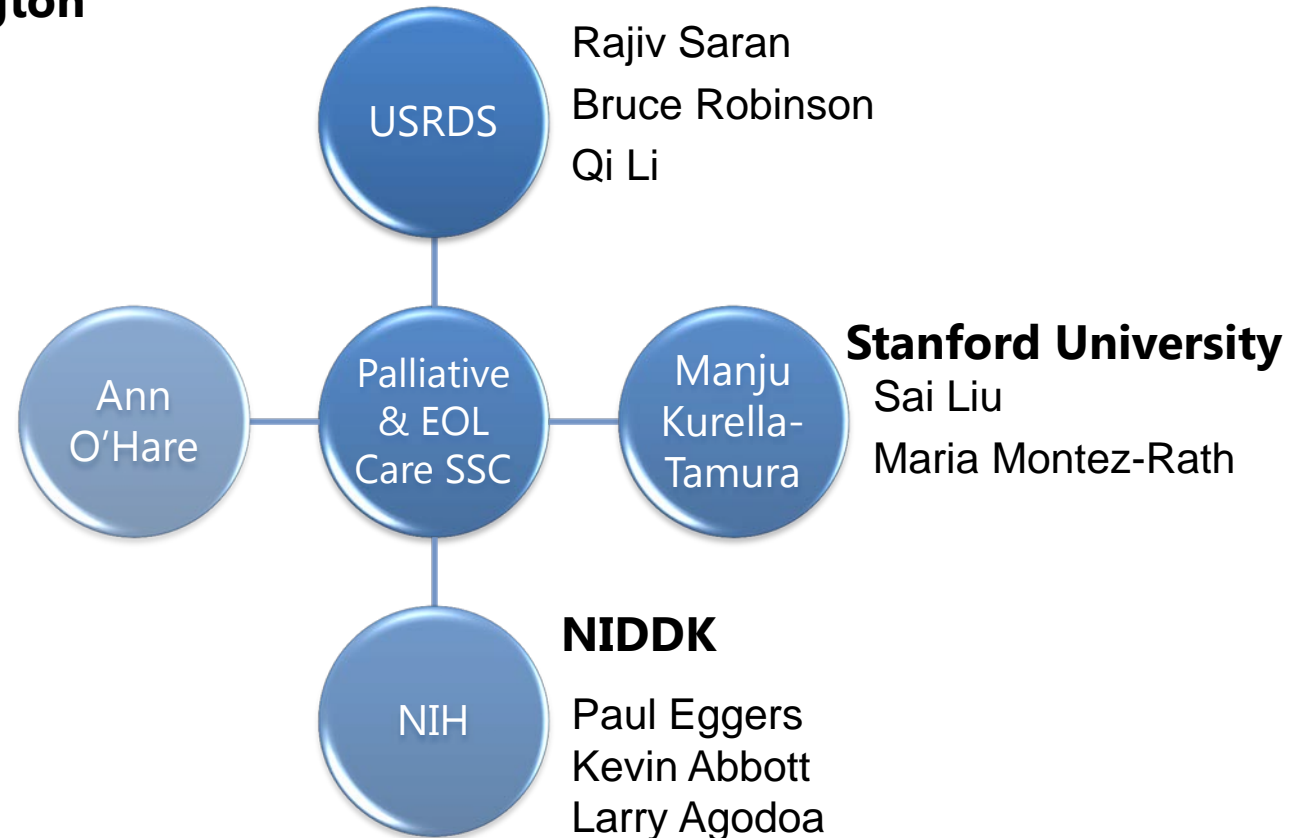 USRDS
Rajiv Saran
Bruce Robinson
Qi Li
Ann
O’Hare
Palliative
& EOL
Care SSC
Manju
Kurella-
Tamura
Stanford University
Sai Liu
Maria Montez-Rath
NIH
NIDDK
Paul Eggers
Kevin Abbott
Larry Agodoa